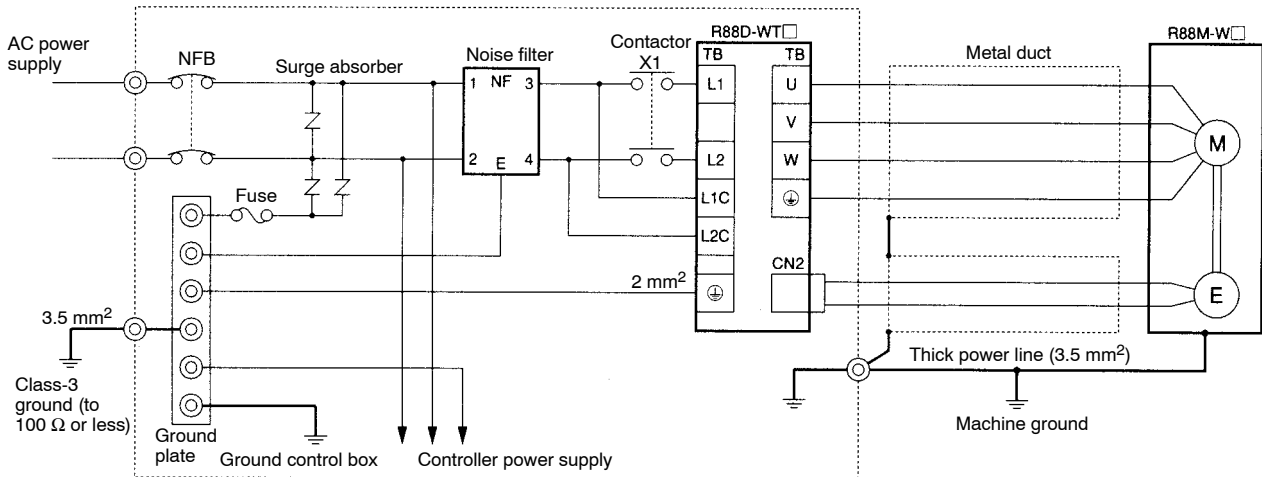 R88D-WT□
R88M-W□
AC power
supply
NFB
Surge absorber
Noise filter
Contactor
X1
TB
TB
Metal duct
1 NF 3
L1
U
V
M
2 E 4
L2
W
Fuse
L1C
L2C
CN2
2 mm²
E
3.5 mm²
Thick power line (3.5 mm²)
Class-3
ground (to
100 Ω or less)
Machine ground
Ground
plate
Ground control box
Controller power supply